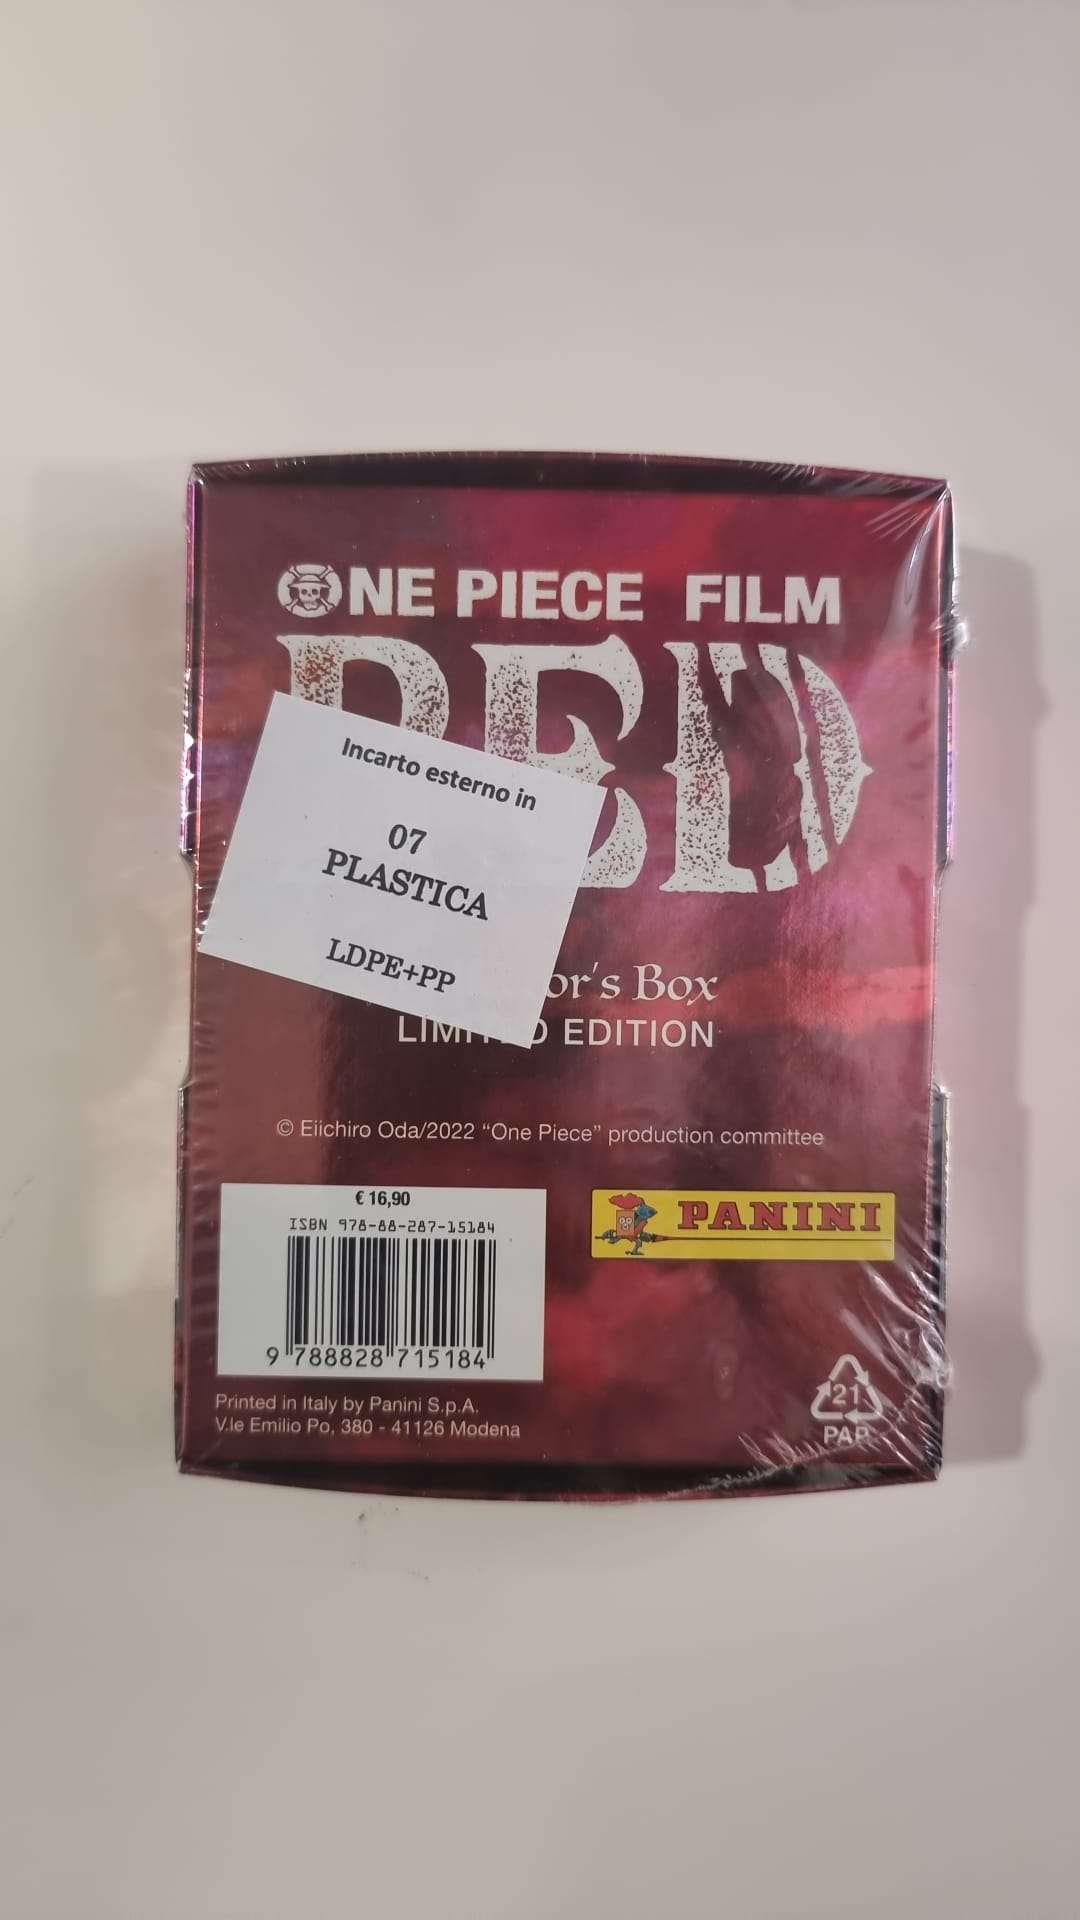 ONE PIECE FILM
RED
Incarto esterno in
07
PLASTICA
LDPE+PP
or's Box
LIMITED EDITION
© Eiichiro Oda/2022 “One Piece” production committee
€ 16,90
ISBN 978-88-287-15184
9 788828 715184
PANINI
Printed in Italy by Panini S.p.A.
V.le Emilio Po, 380 - 41126 Modena
21
PAP